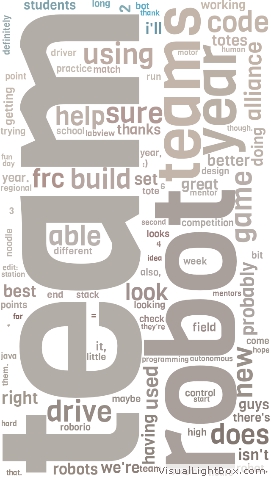 students
long
2
bot
thank
working
definitely
i'll
code
totes
human
driver
using
motor
practice
match
point
run
getting
teams
year
alliance
help
sure
trying
school
labview
thanks
though,
doing
year,
:)
fun
day
better
design
year.
regional
frc
build
set
tote
s
great
mentor
3
second
competition
game
able
different
looks
4
idea
week
bit
noodle
edit:
station
also,
best
end
stack
look
mentors
points
looking
for
=
check
they're
field
probably
"
team
robot
come
hope
java
it,
little
programming
autonomous
them.
right
maybe
control
start
new
drive
used
guys
there's
hard
roborio
high
does
having
isn't
that.
robots
we're
team,
robot.
VisualLightBox.com